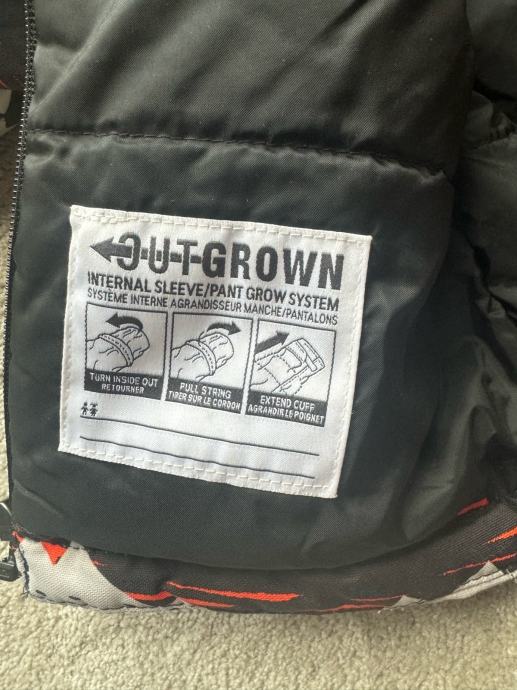 OUTGROWN
INTERNAL SLEEVE/PANT GROW SYSTEM
SYSTÈME INTERNE AGRANDISSEUR MANCHE/PANTALONS
TURN INSIDE OUT
RETOURNER
PULL STRING
TIRER SUR LE CORDON
EXTEND CUFF
AGRANDIR LE POIGNET